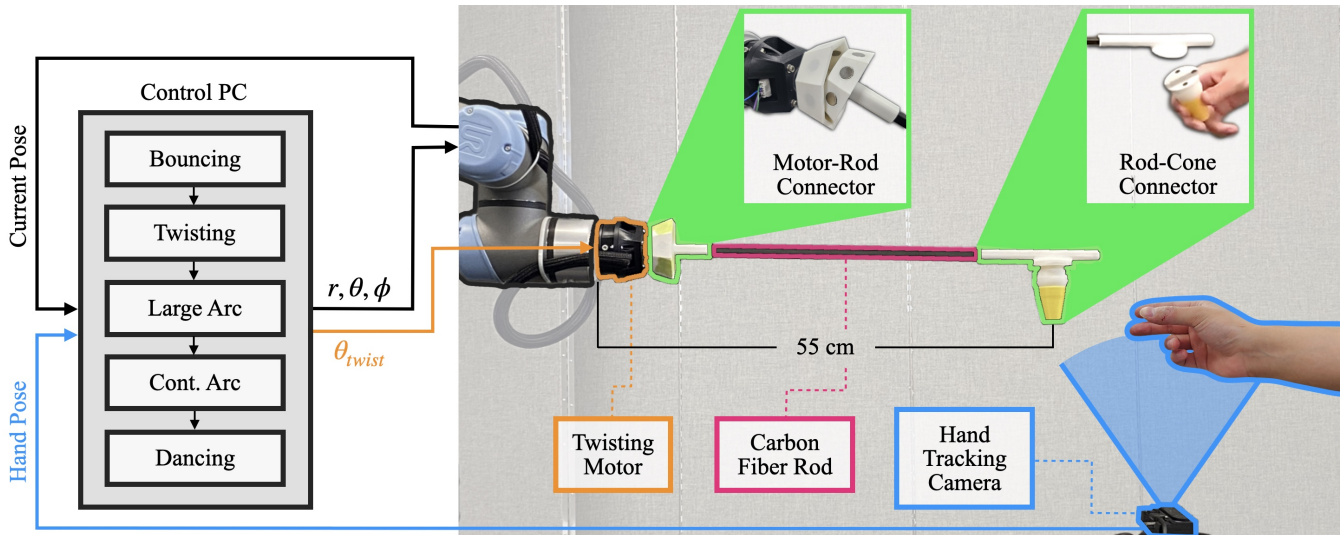 Control PC
Bouncing
Twisting
Large Arc
Cont. Arc
Dancing
Current Pose
Hand Pose
r, θ, ϕ
θtwist
Motor-Rod
Connector
Rod-Cone
Connector
55 cm
Twisting
Motor
Carbon
Fiber Rod
Hand
Tracking
Camera